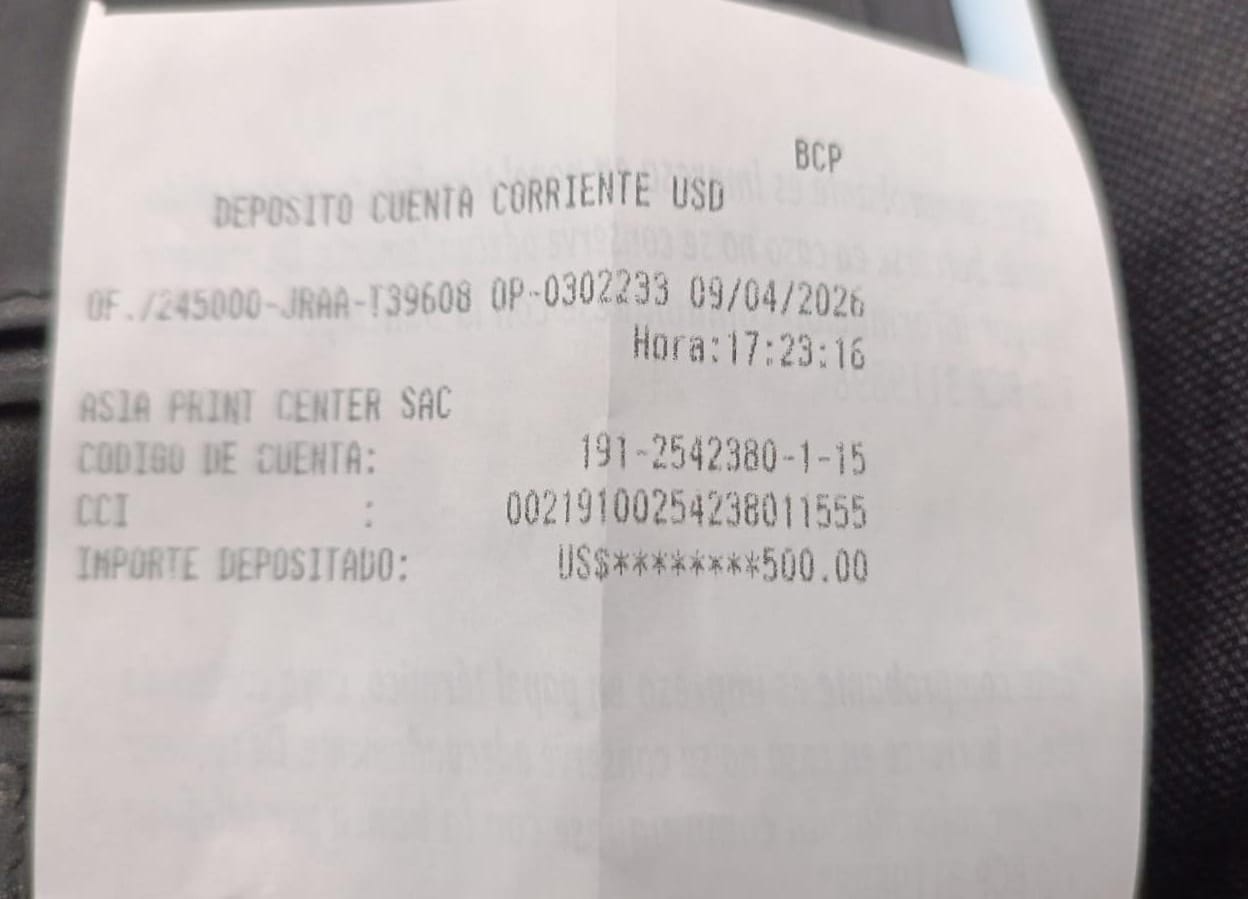 BCP
DEPOSITO CUENTA CORRIENTE USD
OF./245000-JRAA-T39608 OP-0302233 09/04/2026
Hora:17:23:16
ASIA PRINT CENTER SAC
CODIGO DE CUENTA: 191-2542380-1-15
CCI : 00219100254238011555
IMPORTE DEPOSITADO: US$********500.00